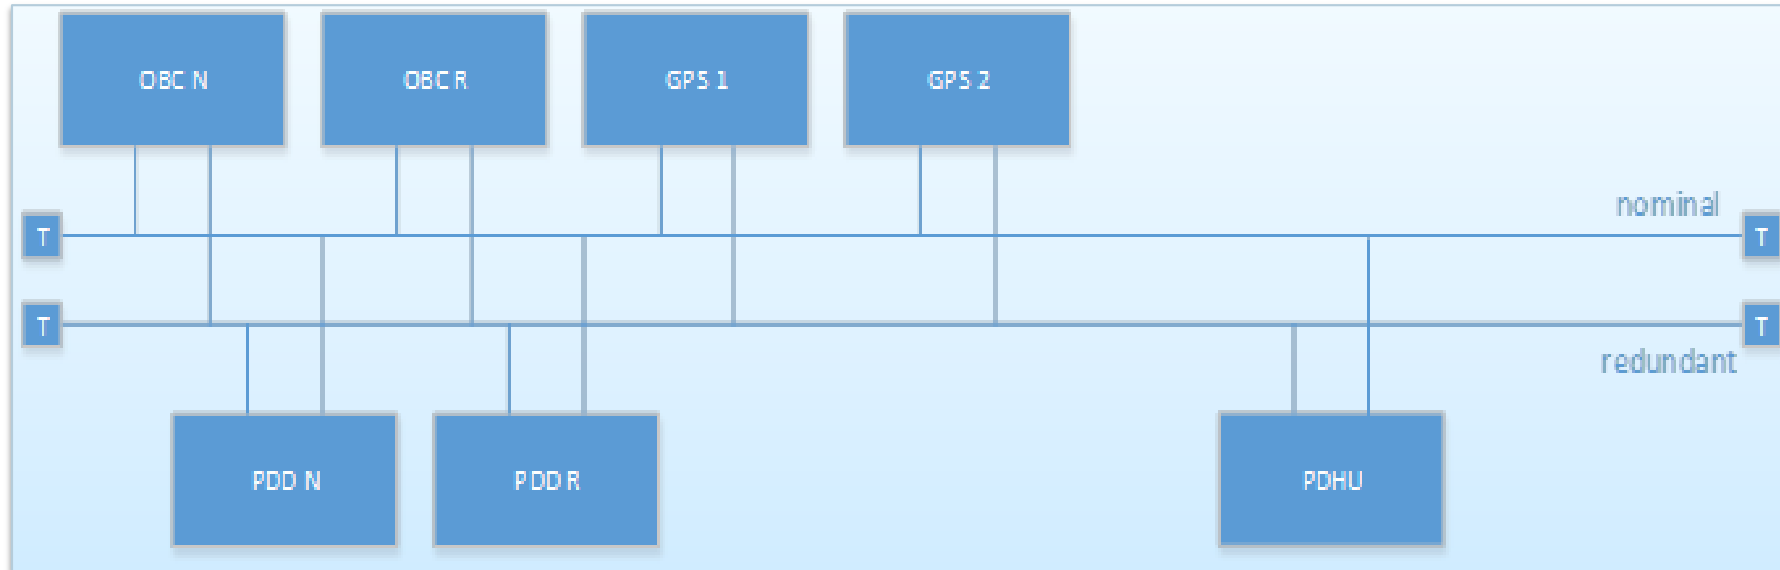 OBC N
OBC R
GPS 1
GPS 2
nominal
T
T
T
T
redundant
PDD N
PDD R
PDHU